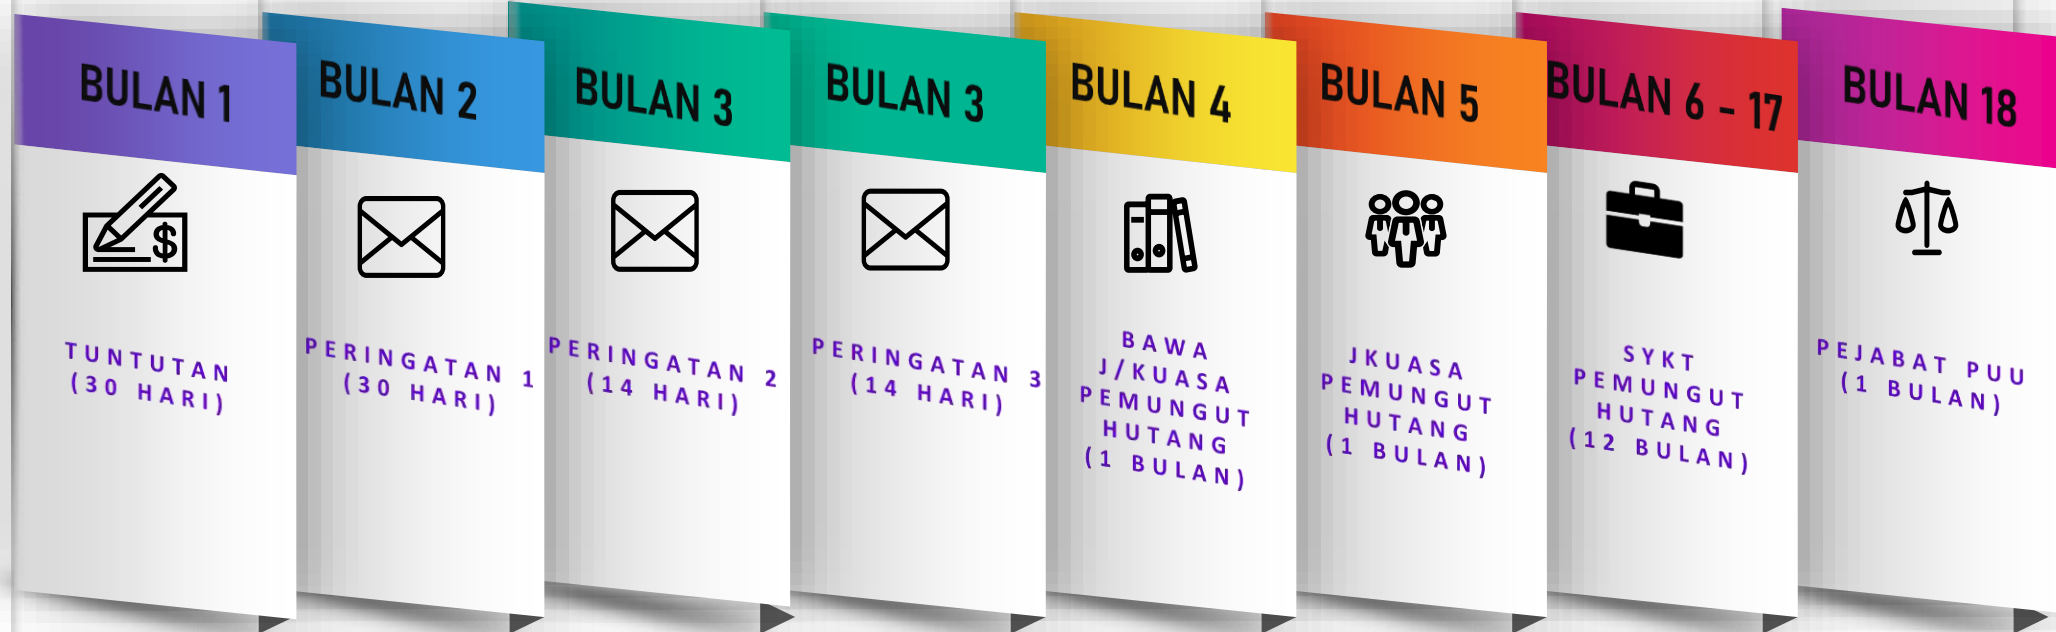 BULAN 1
TUNTUTAN
(30 HARI)
BULAN 2
PERINGATAN 1
(30 HARI)
BULAN 3
PERINGATAN 2
(14 HARI)
BULAN 3
PERINGATAN 3
(14 HARI)
BULAN 4
BAWA
J/KUASA
PEMUNGUT
HUTANG
(1 BULAN)
BULAN 5
JKUASA
PEMUNGUT
HUTANG
(1 BULAN)
BULAN 6 - 17
SYKT
PEMUNGUT
HUTANG
(12 BULAN)
BULAN 18
PEJABAT PUU
(1 BULAN)